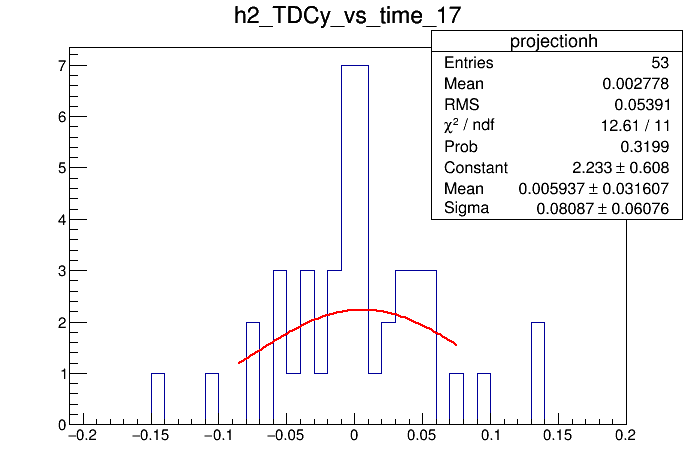 h2_TDCy_vs_time_17
projectionh
Entries 53
Mean 0.002778
RMS 0.05391
χ² / ndf 12.61 / 11
Prob 0.3199
Constant 2.233 ± 0.608
Mean 0.005937 ± 0.031607
Sigma 0.08087 ± 0.06076
7
6
5
4
3
2
1
0
−0.2 −0.15 −0.1 −0.05 0 0.05 0.1 0.15 0.2